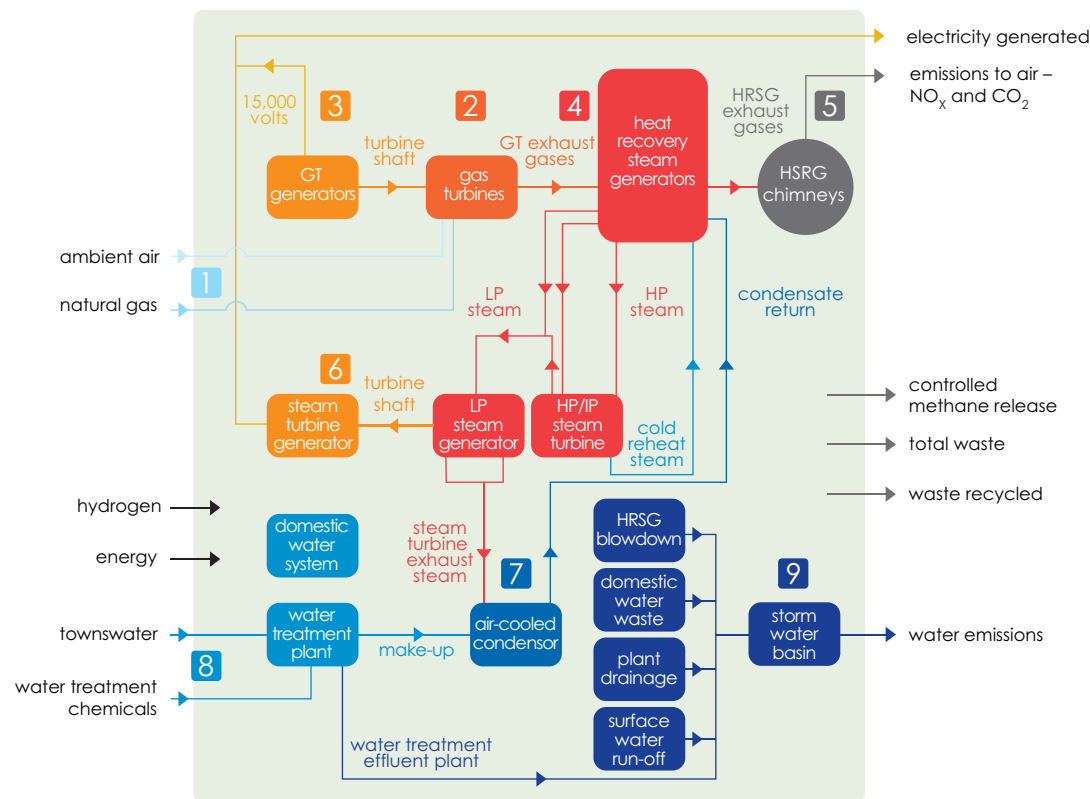 electricity generated
emissions to air –
NOX and CO2
15,000
volts
3
turbine
shaft
2
GT exhaust
gases
4
heat
recovery
steam
generators
HRSG
exhaust
gases
5
GT
generators
gas
turbines
HSRG
chimneys
ambient air
1
natural gas
LP
steam
HP
steam
condensate
return
6
turbine
shaft
steam
turbine
generator
LP
steam
generator
HP/IP
steam
turbine
cold
reheat
steam
controlled
methane release
total waste
waste recycled
hydrogen
energy
domestic
water
system
steam
turbine
exhaust
steam
7
HRSG
blowdown
domestic
water
waste
9
townswater
8
water
treatment
plant
make-up
air-cooled
condensor
storm
water
basin
water emissions
plant
drainage
water treatment
chemicals
surface
water
run-off
water treatment
effluent plant